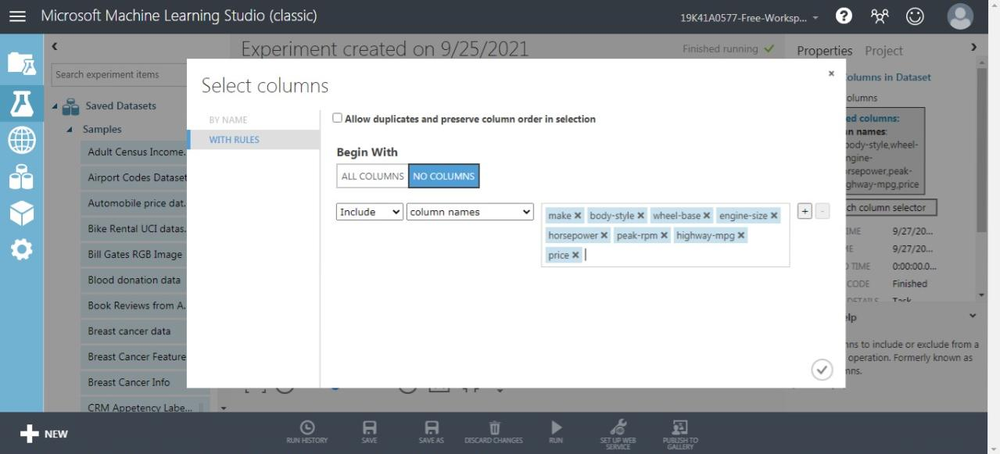 Microsoft Machine Learning Studio (classic)
19K41A0577-Free-Worksp...
?
Experiment created on 9/25/2021
Finished running
Properties Project
Search experiment items
Saved Datasets
Samples
Adult Census Income.
Airport Codes Dataset
Automobile price dat.
Bike Rental UCI datas.
Bill Gates RGB Image
Blood donation data
Book Reviews from A.
Breast cancer data
Breast Cancer Feature
Breast Cancer Info
CRM Appetency Labe...
Select columns
×
BY NAME
WITH RULES
Allow duplicates and preserve column order in selection
Begin With
ALL COLUMNS NO COLUMNS
Include column names
make × body-style × wheel-base × engine-size ×
horsepower × peak-rpm × highway-mpg ×
price ×
+ -
olumns in Dataset
olumns
ed columns:
n names:
body-style,wheel-
ngine-
rsepower,peak-
ghway-mpg,price
ch column selector
IME 9/27/20...
ME 9/27/20...
D TIME 0:00:00.0...
CODE Finished
DETAILS Task
elp
nns to include or exclude from a
operation. Formerly known as
mns.
NEW
RUN HISTORY
SAVE
SAVE AS
DISCARD CHANGES
RUN
SET UP WEB
SERVICE
PUBLISH TO
GALLERY